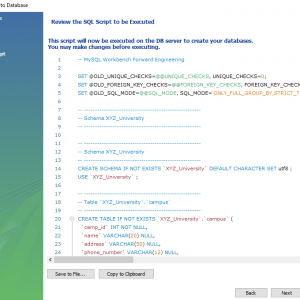 to Database
Review the SQL Script to be Executed
This script will now be executed on the DB server to create your databases.
You may make changes before executing.
1 -- MySQL Workbench Forward Engineering
2
3 SET @OLD_UNIQUE_CHECKS=@@UNIQUE_CHECKS, UNIQUE_CHECKS=0;
4 SET @OLD_FOREIGN_KEY_CHECKS=@@FOREIGN_KEY_CHECKS, FOREIGN_KEY_CHECK
5 SET @OLD_SQL_MODE=@@SQL_MODE, SQL_MODE='ONLY_FULL_GROUP_BY,STRICT_T
6
7 -- -----------------------------------------------------
8 -- Schema XYZ_University
9 -- -----------------------------------------------------
10
11 -- -----------------------------------------------------
12 -- Schema XYZ_University
13 -- -----------------------------------------------------
14 CREATE SCHEMA IF NOT EXISTS `XYZ_University` DEFAULT CHARACTER SET utf8 ;
15 USE `XYZ_University` ;
16
17 -- -----------------------------------------------------
18 -- Table `XYZ_University`.`campus`
19 -- -----------------------------------------------------
20 CREATE TABLE IF NOT EXISTS `XYZ_University`.`campus` (
21 `camp_id` INT NOT NULL,
22 `name` VARCHAR(20) NULL,
23 `address` VARCHAR(50) NULL,
24 `phone_number` VARCHAR(12) NULL,
Save to File...
Copy to Clipboard
Back
Next